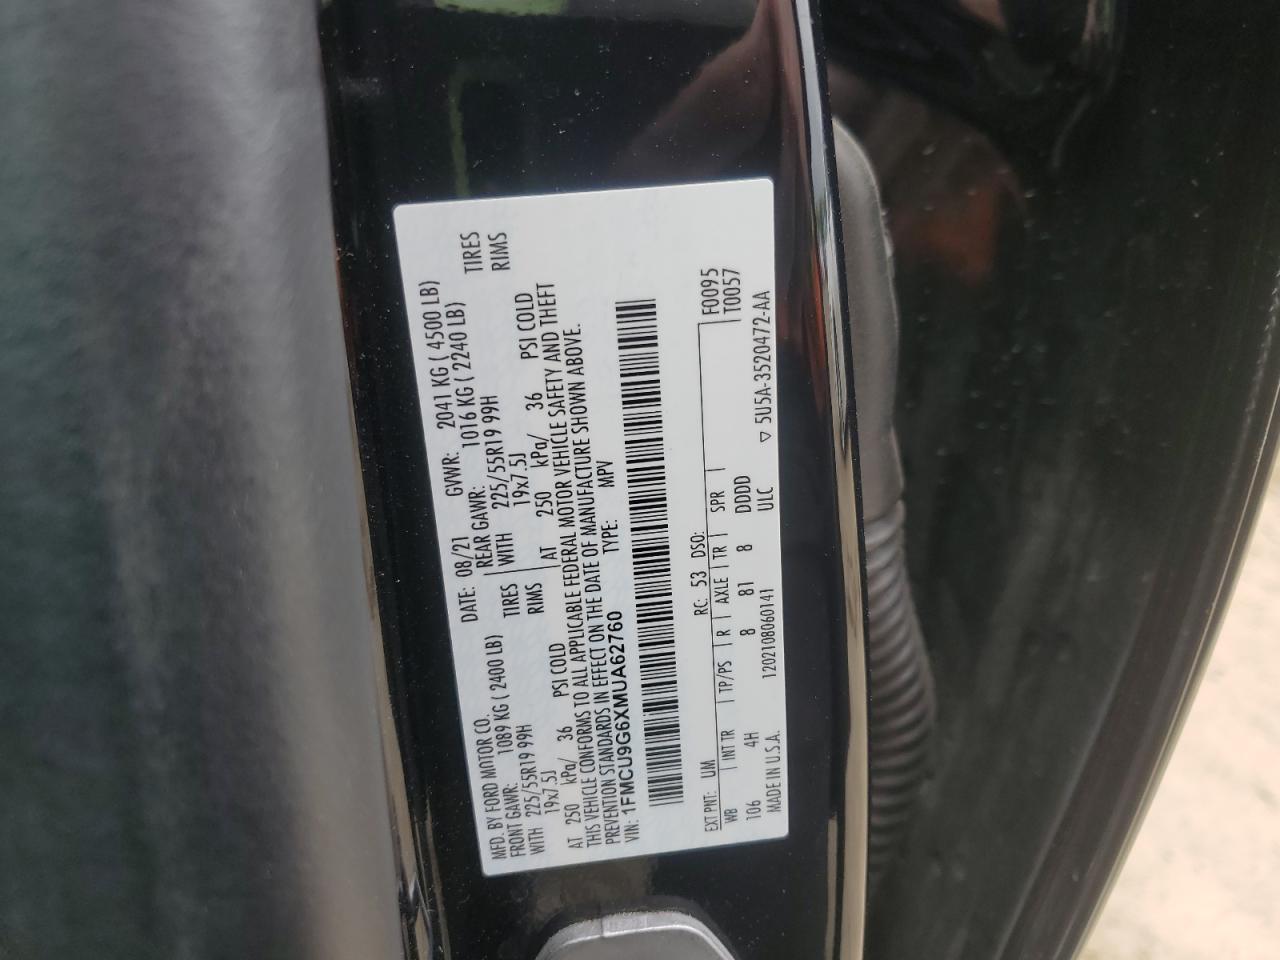 MFD. BY FORD MOTOR CO.
DATE: 08/21 GVWR: 2041 KG ( 4500 LB)
FRONT GAWR: 1089 KG ( 2400 LB) REAR GAWR: 1016 KG ( 2240 LB)
WITH 225/55R19 99H TIRES WITH 225/55R19 99H TIRES
19x7.5J RIMS 19x7.5J RIMS
AT 250 kPa/ 36 PSI COLD AT 250 kPa/ 36 PSI COLD
THIS VEHICLE CONFORMS TO ALL APPLICABLE FEDERAL MOTOR VEHICLE SAFETY AND THEFT
PREVENTION STANDARDS IN EFFECT ON THE DATE OF MANUFACTURE SHOWN ABOVE.
VIN: 1FMCU9G6XMUA62760 TYPE: MPV
F0095
EXT PNT: UM RC: 53 DSO: T0057
WB INT TR TP/PS R AXLE TR SPR
106 4H 8 81 8 DDDD
ULC
MADE IN U.S.A. 12021080601​41 ▽ 5U5A-3520472-AA